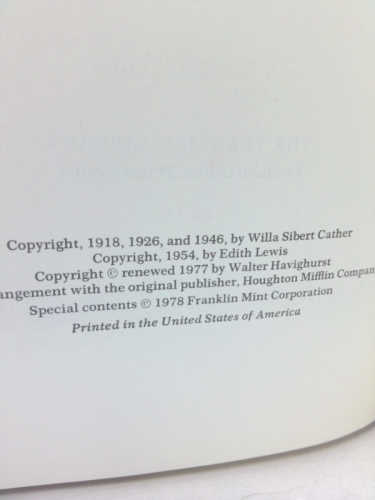 Copyright, 1918, 1926, and 1946, by Willa Sibert Cather
Copyright, 1954, by Edith Lewis
Copyright © renewed 1977 by Walter Havighurst
angement with the original publisher, Houghton Mifflin Compan
Special contents © 1978 Franklin Mint Corporation
Printed in the United States of America